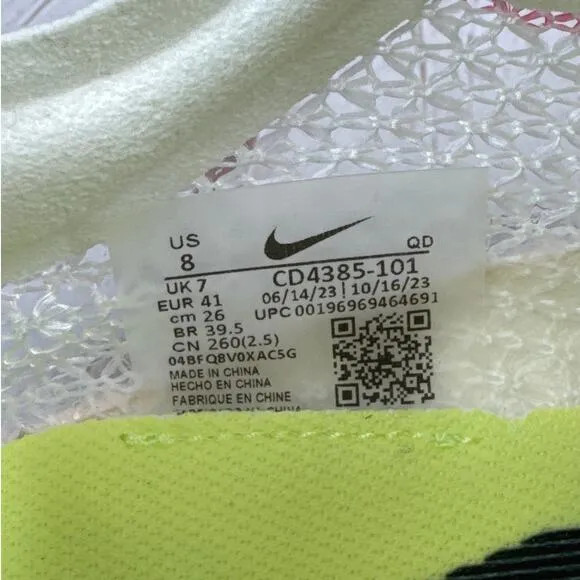 US
8
QD
UK 7
CD4385-101
EUR 41
06/14/23 | 10/16/23
cm 26
UPC 00196969464691
BR 39.5
CN 260(2.5)
04BFQ8V0XAC5G
MADE IN CHINA
HECHO EN CHINA
FABRIQUE EN CHINE